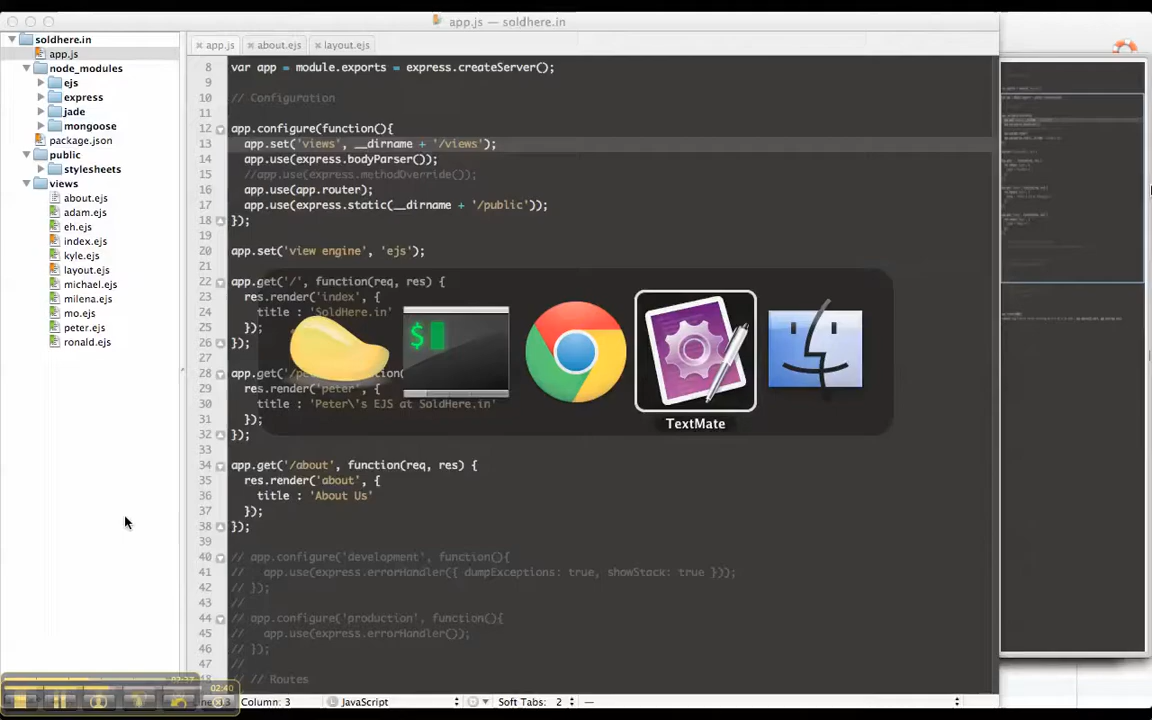 app.js — soldhere.in
soldhere.in
app.js
node_modules
ejs
express
jade
mongoose
package.json
public
stylesheets
views
about.ejs
adam.ejs
eh.ejs
index.ejs
kyle.ejs
layout.ejs
michael.ejs
milena.ejs
mo.ejs
peter.ejs
ronald.ejs
app.js
about.ejs
layout.ejs
8 var app = module.exports = express.createServer();
9
10 // Configuration
11
12 app.configure(function(){
13 app.set('views', __dirname + '/views');
14 app.use(express.bodyParser());
15 //app.use(express.methodOverride());
16 app.use(app.router);
17 app.use(express.static(__dirname + '/public'));
18 });
20 app.set('view engine', 'ejs');
21
22 app.get('/', function(req, res) {
23 res.render('index', {
24 title : 'SoldHere.in'
25 });
26 });
27
28 app.get('/
29 res.render('peter', {
30 title : 'Peter\'s EJS at SoldHere.in'
31 });
32 });
33
34 app.get('/about', function(req, res) {
35 res.render('about', {
36 title : 'About Us'
37 });
38 });
40 // app.configure('development', function(){
41 // app.use(express.errorHandler({ dumpExceptions: true, showStack: true }));
42 // });
43 //
44 // app.configure('production', function(){
45 // app.use(express.errorHandler());
46 // });
47 //
// Routes
$
TextMate
02:40
Column: 3
JavaScript
Soft Tabs: 2
—